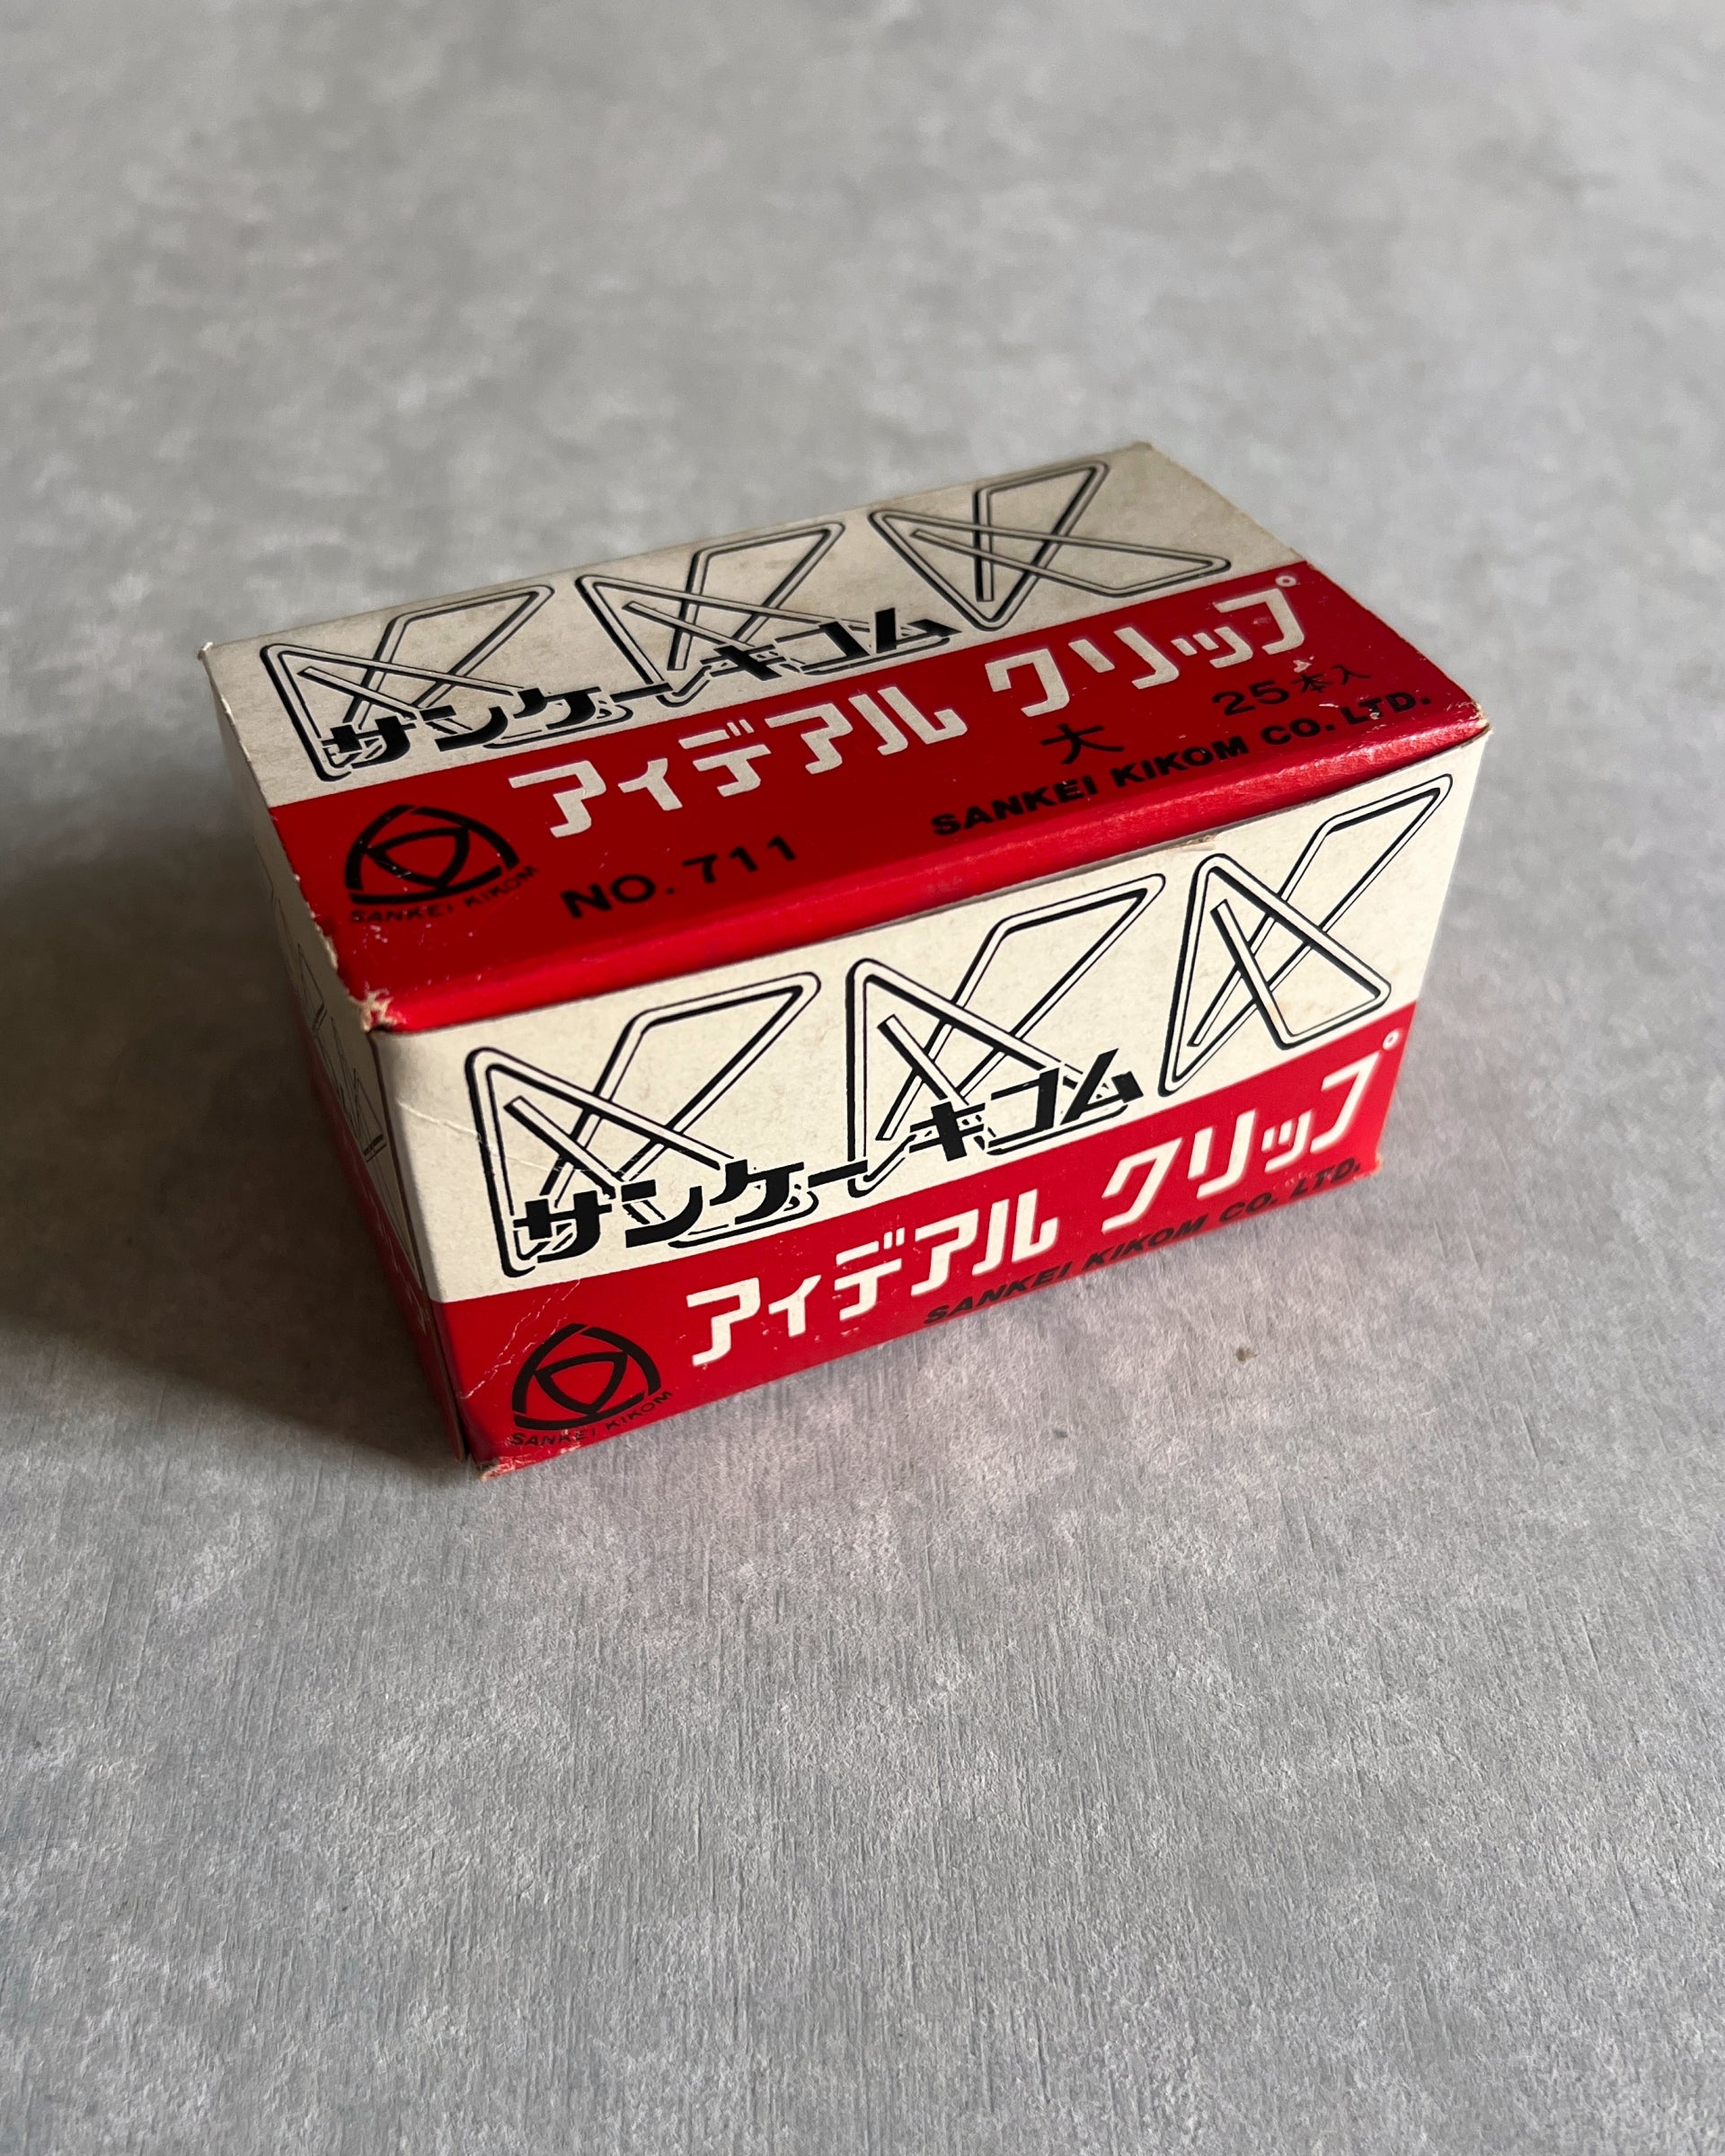 サンケーキコム
アイデアル クリップ
大 25本入
NO.711 SANKEI KIKOM CO. LTD.
SANKEI KIKOM
サンケーキコム
アイデアル クリップ
SANKEI KIKOM CO. LTD.
SANKEI KIKOM